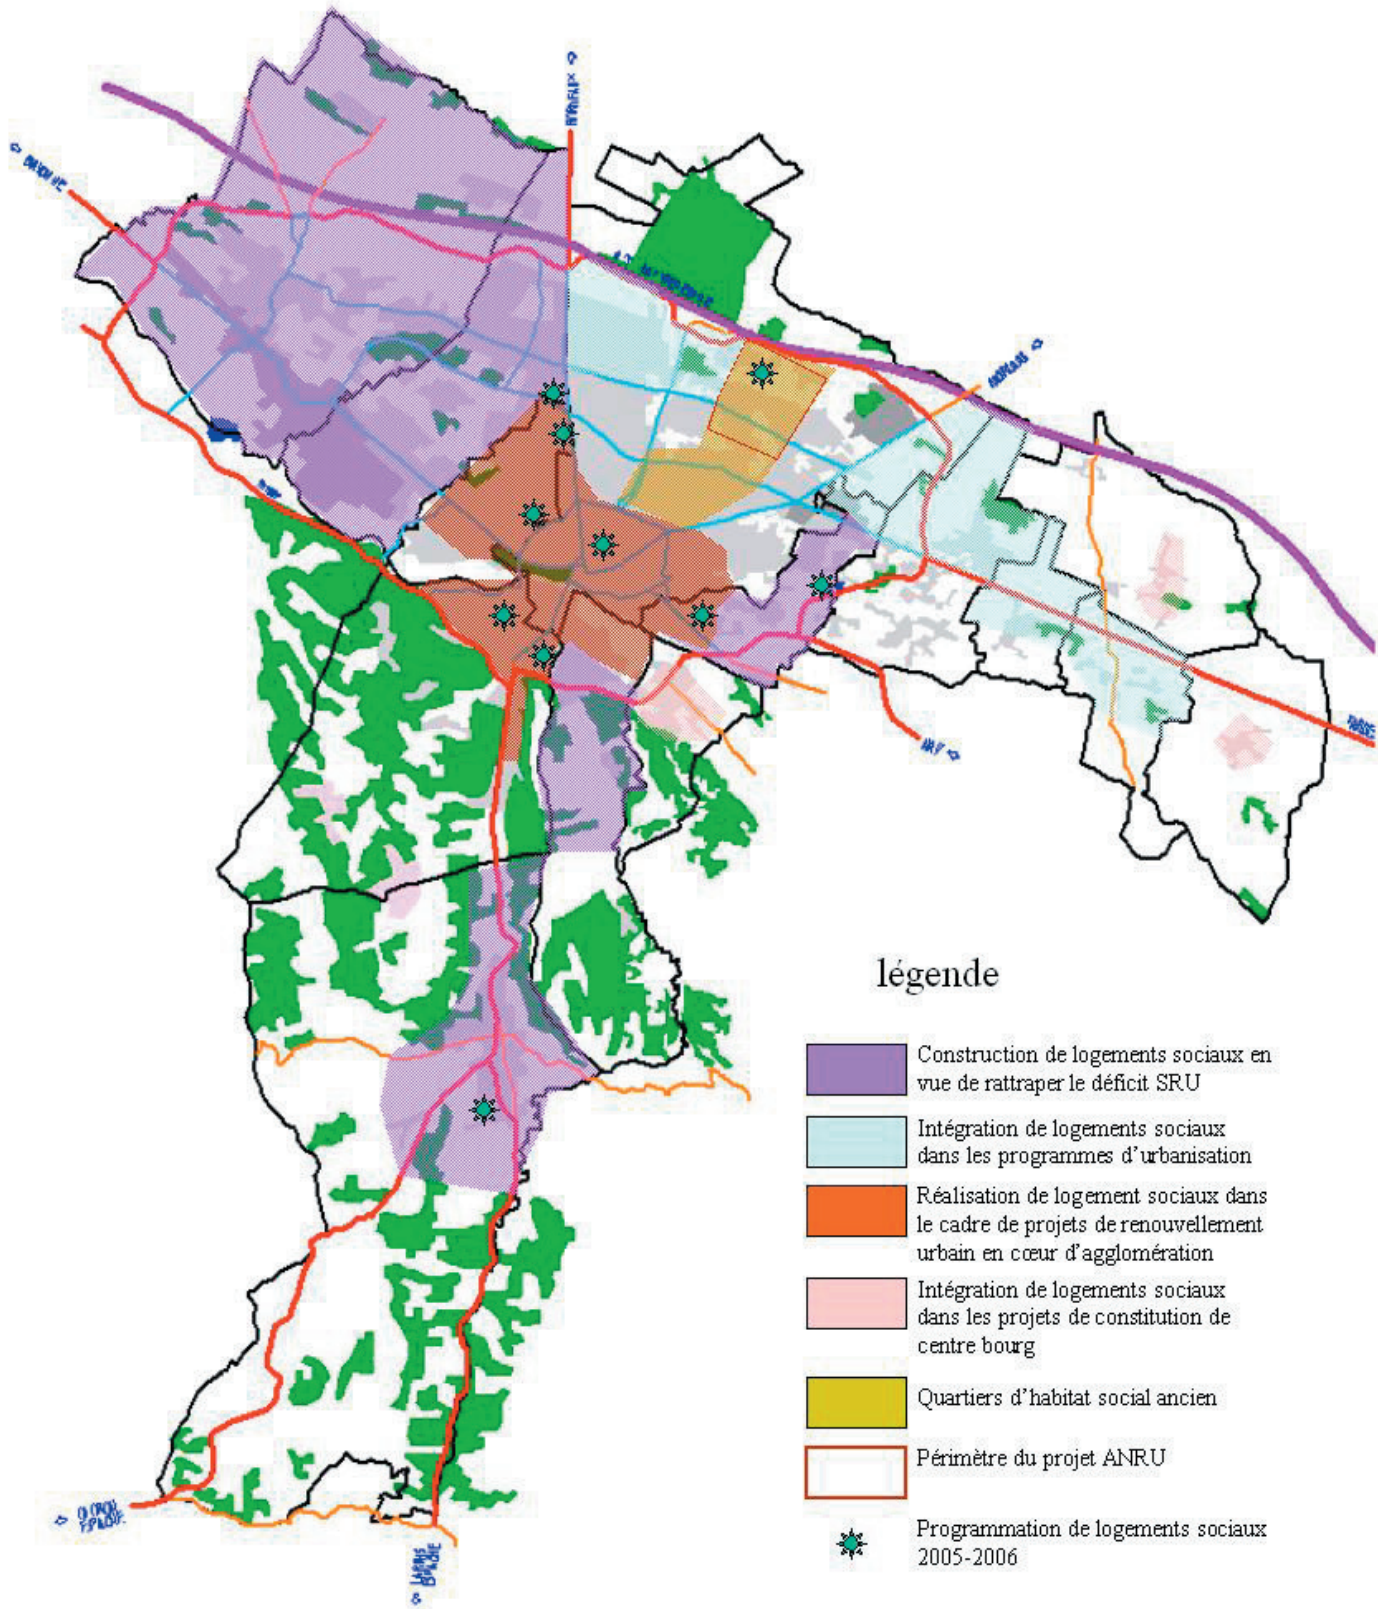 BORDEAUX
légende
Construction de logements sociaux en
vue de rattraper le déficit SRU
Intégration de logements sociaux
dans les programmes d'urbanisation
Réalisation de logement sociaux dans
le cadre de projets de renouvellement
urbain en cœur d'agglomération
Intégration de logements sociaux
dans les projets de constitution de
centre bourg
Quartiers d'habitat social ancien
Périmètre du projet ANRU
Programmation de logements sociaux
2005-2006